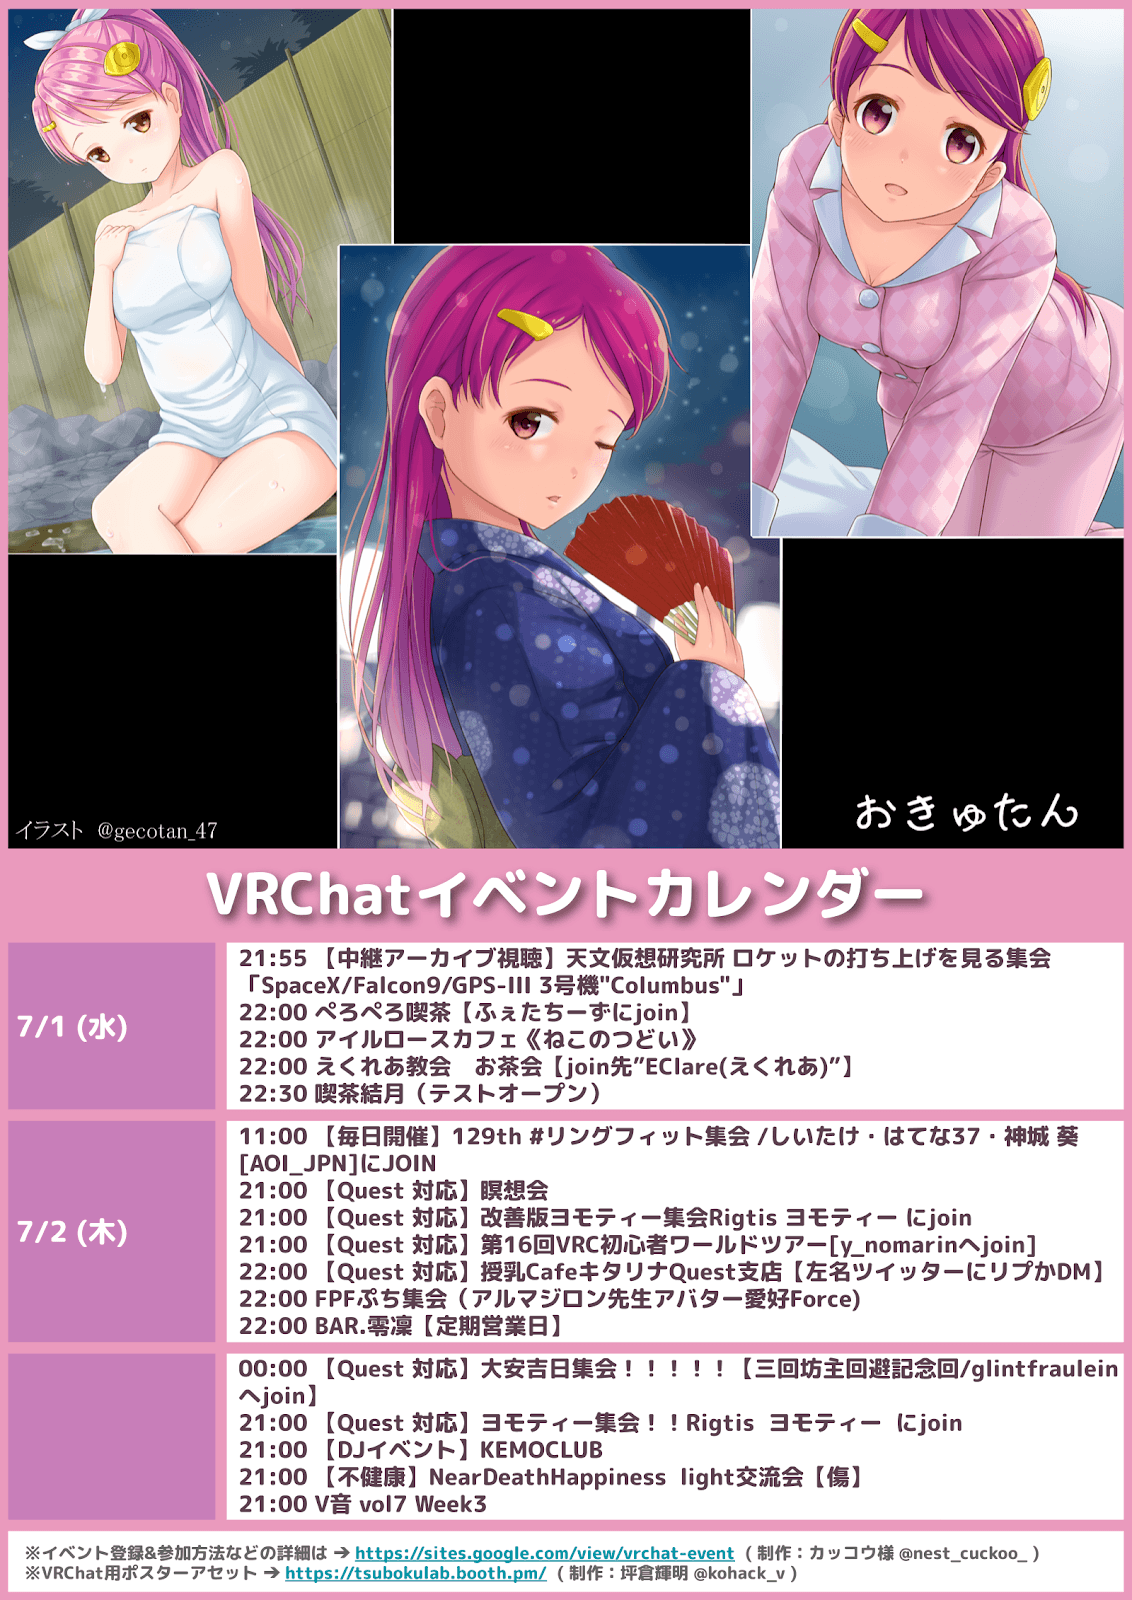 イラスト @gecotan_47
おきゅたん
VRChatイベントカレンダー
7/1 (水)
21:55 【中継アーカイブ視聴】天文仮想研究所 ロケットの打ち上げを見る集会
「SpaceX/Falcon9/GPS-III 3号機"Columbus"」
22:00 ぺろぺろ喫茶【ふぇたちーずにjoin】
22:00 アイルロースカフェ《ねこのつどい》
22:00 えくれあ教会　お茶会【join先”EClare(えくれあ)”】
22:30 喫茶結月（テストオープン）
7/2 (木)
11:00 【毎日開催】129th #リングフィット集会 /しいたけ・はてな37・神城 葵
[AOI_JPN]にJOIN
21:00 【Quest 対応】瞑想会
21:00 【Quest 対応】改善版ヨモティー集会Rigtis ヨモティー にjoin
21:00 【Quest 対応】第16回VRC初心者ワールドツアー[y_nomarinへjoin]
22:00 【Quest 対応】授乳CafeキタリナQuest支店【左名ツイッターにリプかDM】
22:00 FPFぷち集会（アルマジロン先生アバター愛好Force)
22:00 BAR.零凜【定期営業日】
00:00 【Quest 対応】大安吉日集会！！！！！【三回坊主回避記念回/glintfraulein
へjoin】
21:00 【Quest 対応】ヨモティー集会！！Rigtis ヨモティー にjoin
21:00 【DJイベント】KEMOCLUB
21:00 【不健康】NearDeathHappiness light交流会【傷】
21:00 V音 vol7 Week3
※イベント登録&参加方法などの詳細は → https://sites.google.com/view/vrchat-event ( 制作：カッコウ様 @nest_cuckoo_ )
※VRChat用ポスターアセット → https://tsubokulab.booth.pm/ ( 制作：坪倉輝明 @kohack_v )